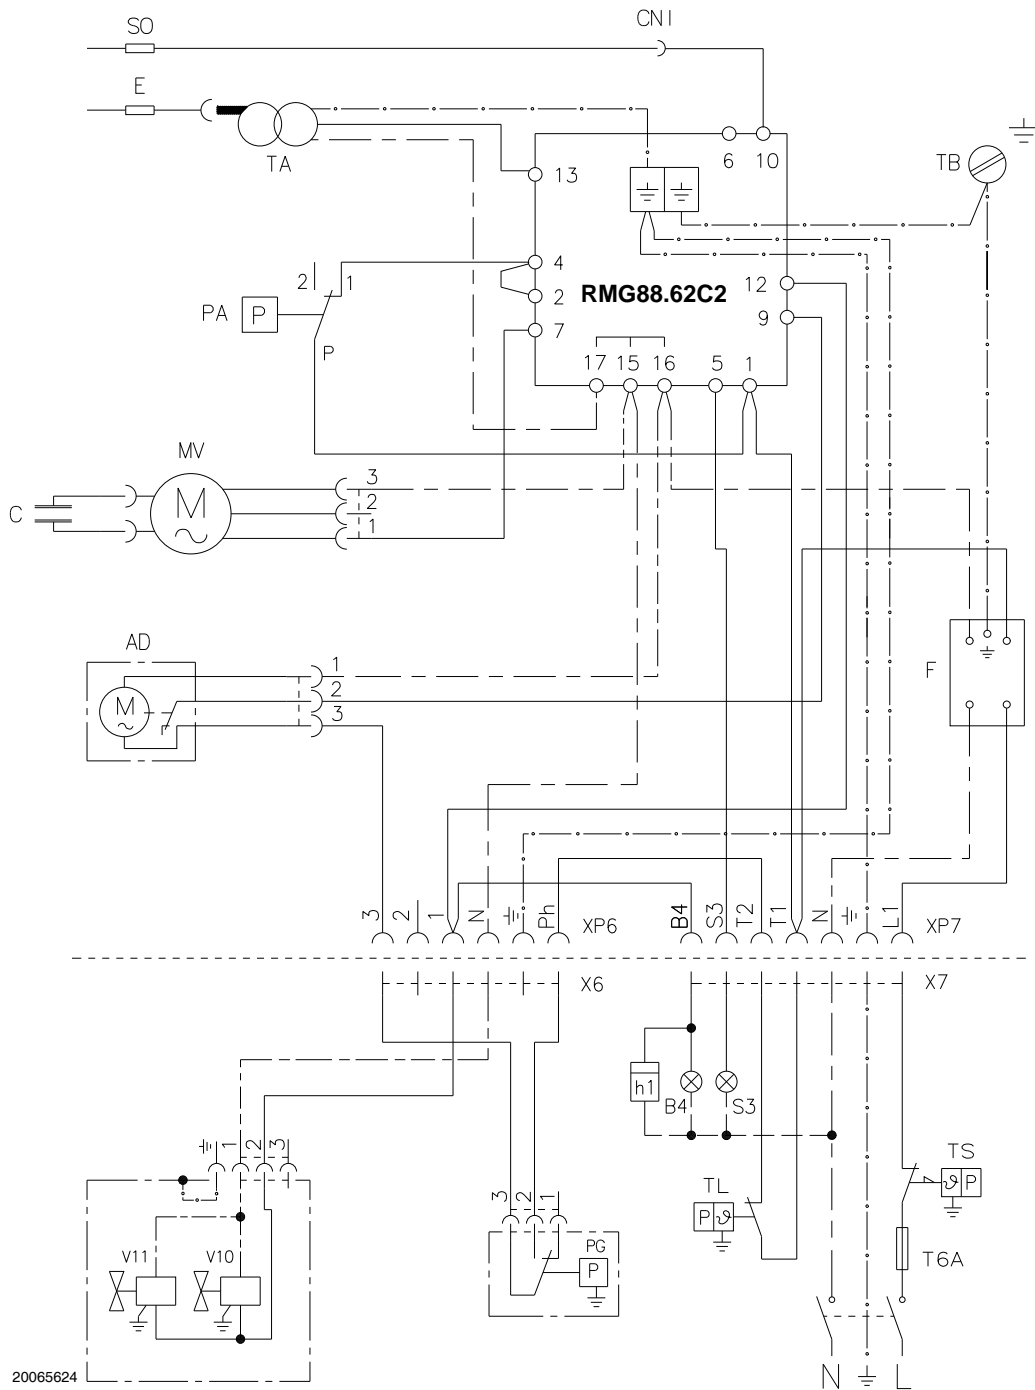 SO
CN1
E
TA
6 10
TB
13
2 1
4
12
RMG88.62C2
PA P
2
9
7
P
17 15 16 5 1
MV
3
C
M
2
1
AD
1
F
M
2
3
3 2 1 N Ph XP6
B4 S3 T2 T1 N L1 XP7
X6
X7
h1
B4 S3
1 2 3
TS
3 2 1
TL
ϑ P
P ϑ
V11 V10
PG
P
T6A
20065624
N L